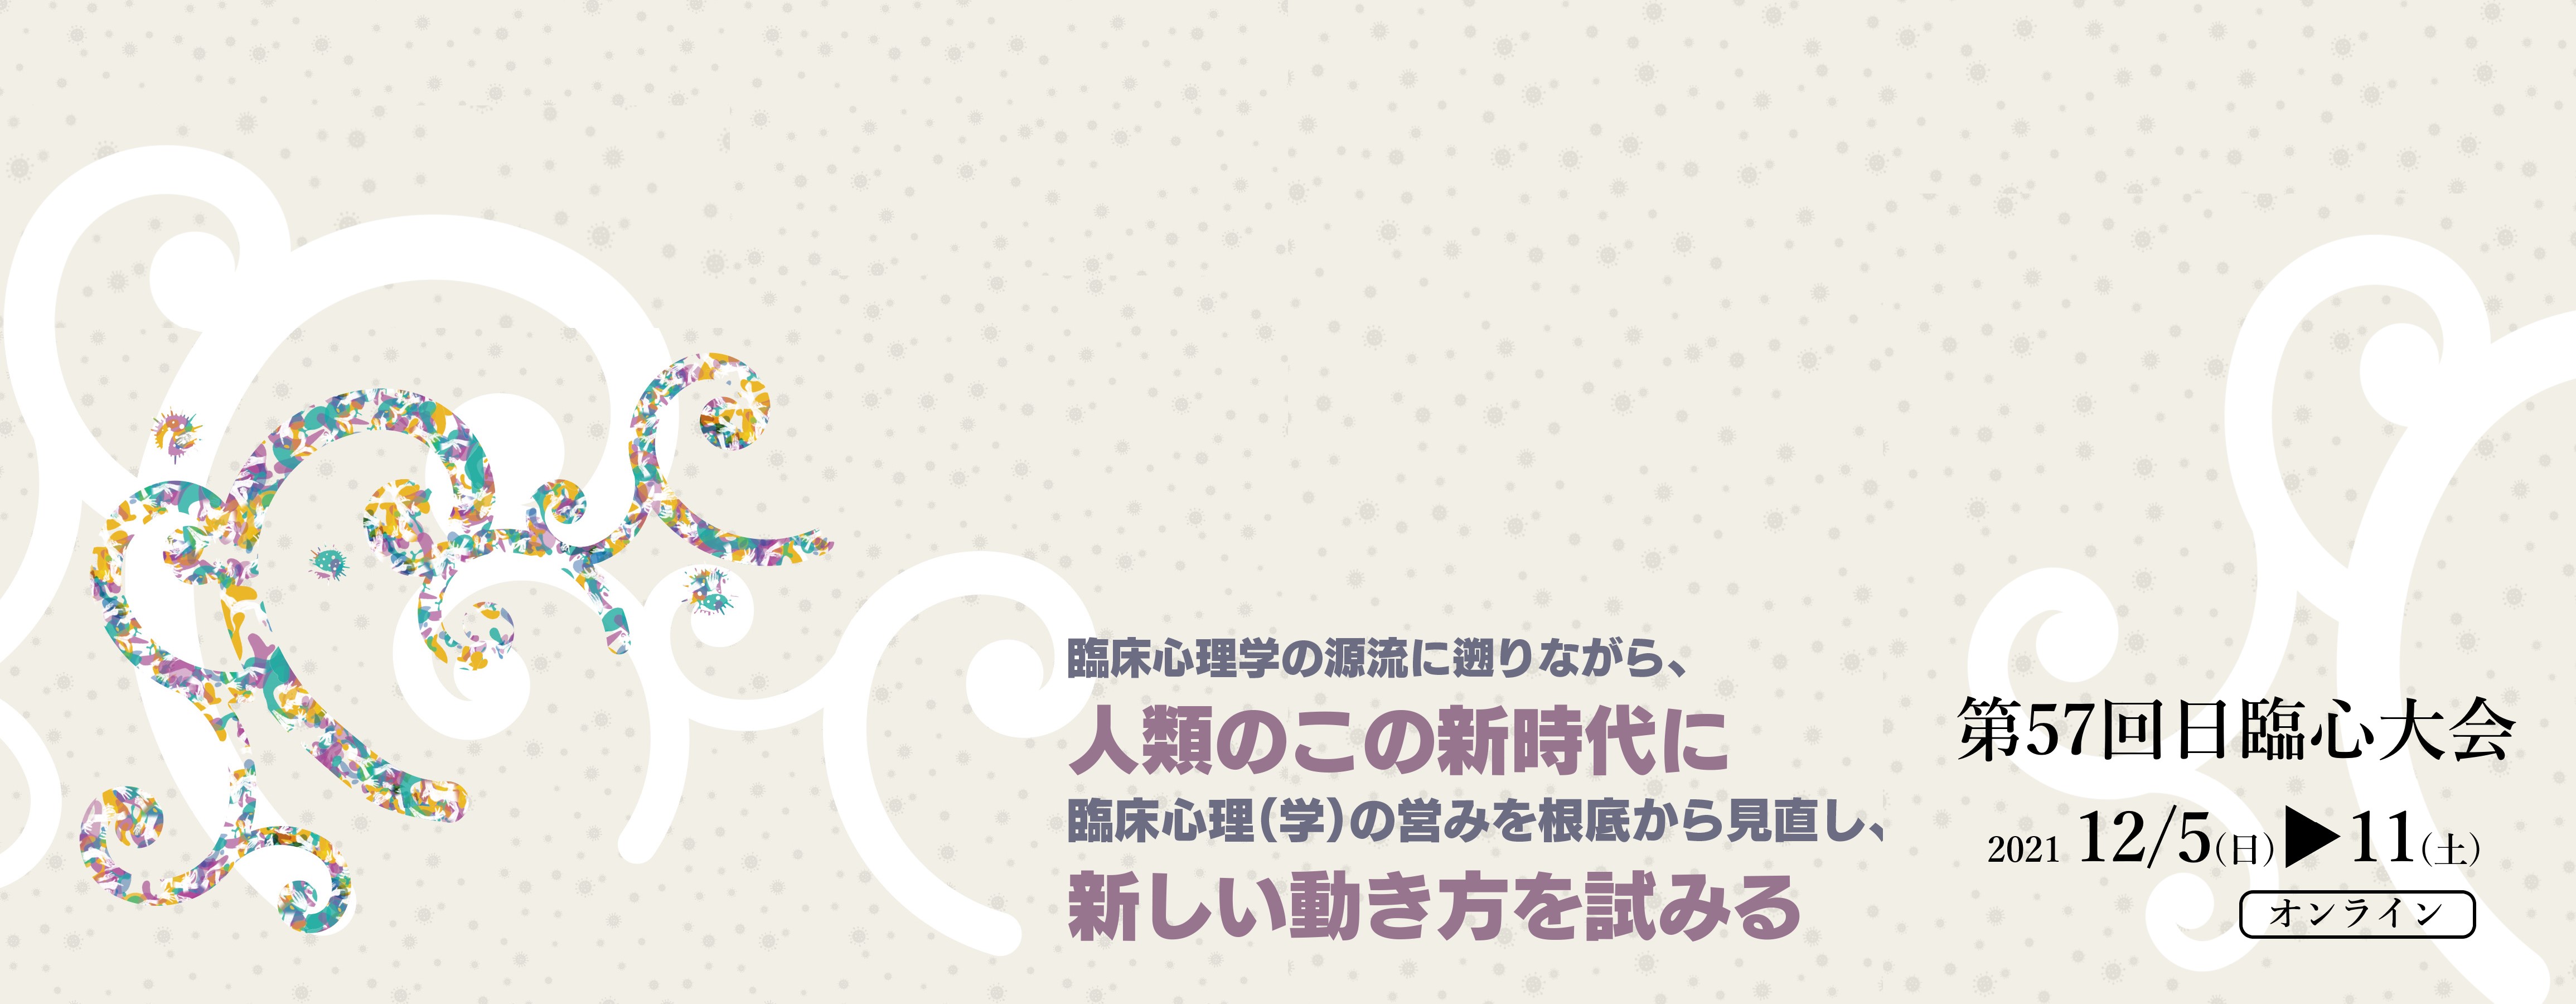 臨床心理学の源流に遡りながら、
人類のこの新時代に
臨床心理(学)の営みを根底から見直し、
新しい動き方を試みる
第57回日臨心大会
2021 12/5(日)▶11(土)
オンライン